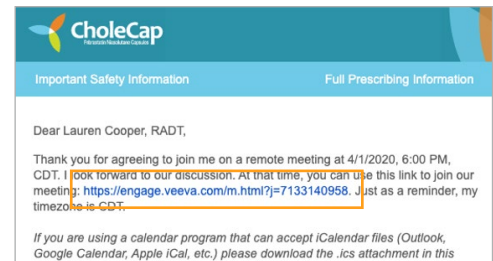 CholeCap
Important Safety Information Full Prescribing Information
Dear Lauren Cooper, RADT,
Thank you for agreeing to join me on a remote meeting at 4/1/2020, 6:00 PM,
CDT. I look forward to our discussion. At that time, you can use this link to join our
meeting: https://engage.veeva.com/m.html?j=7133140958. Just as a reminder, my
timezone is CDT.
If you are using a calendar program that can accept iCalendar files (Outlook,
Google Calendar, Apple iCal, etc.) please download the .ics attachment in this